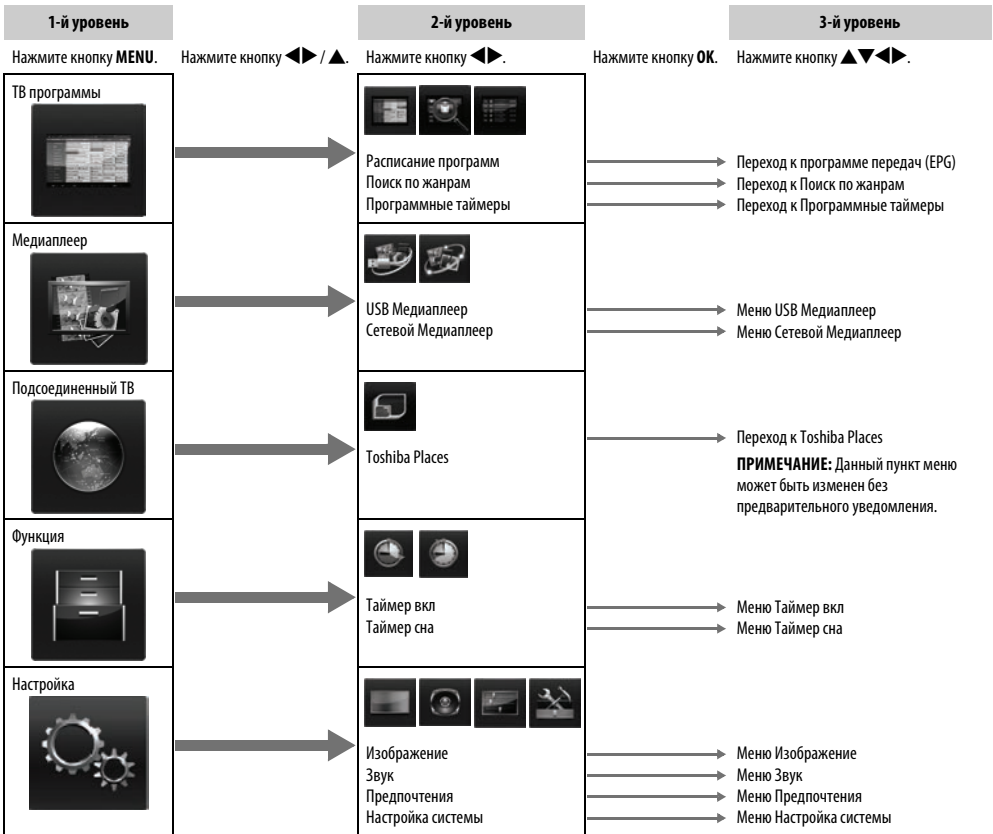 1-й уровень
2-й уровень
3-й уровень
Нажмите кнопку MENU.
Нажмите кнопку ◀▶ / ▲.
Нажмите кнопку ◀▶.
Нажмите кнопку OK.
Нажмите кнопку ▲▼◀▶.
ТВ программы
Расписание программ
Поиск по жанрам
Программные таймеры
Переход к программе передач (EPG)
Переход к Поиск по жанрам
Переход к Программные таймеры
Медиаплеер
USB Медиаплеер
Сетевой Медиаплеер
Меню USB Медиаплеер
Меню Сетевой Медиаплеер
Подсоединенный ТВ
Toshiba Places
Переход к Toshiba Places
ПРИМЕЧАНИЕ: Данный пункт меню
может быть изменен без
предварительного уведомления.
Функция
Таймер вкл
Таймер сна
Меню Таймер вкл
Меню Таймер сна
Настройка
Изображение
Звук
Предпочтения
Настройка системы
Меню Изображение
Меню Звук
Меню Предпочтения
Меню Настройка системы